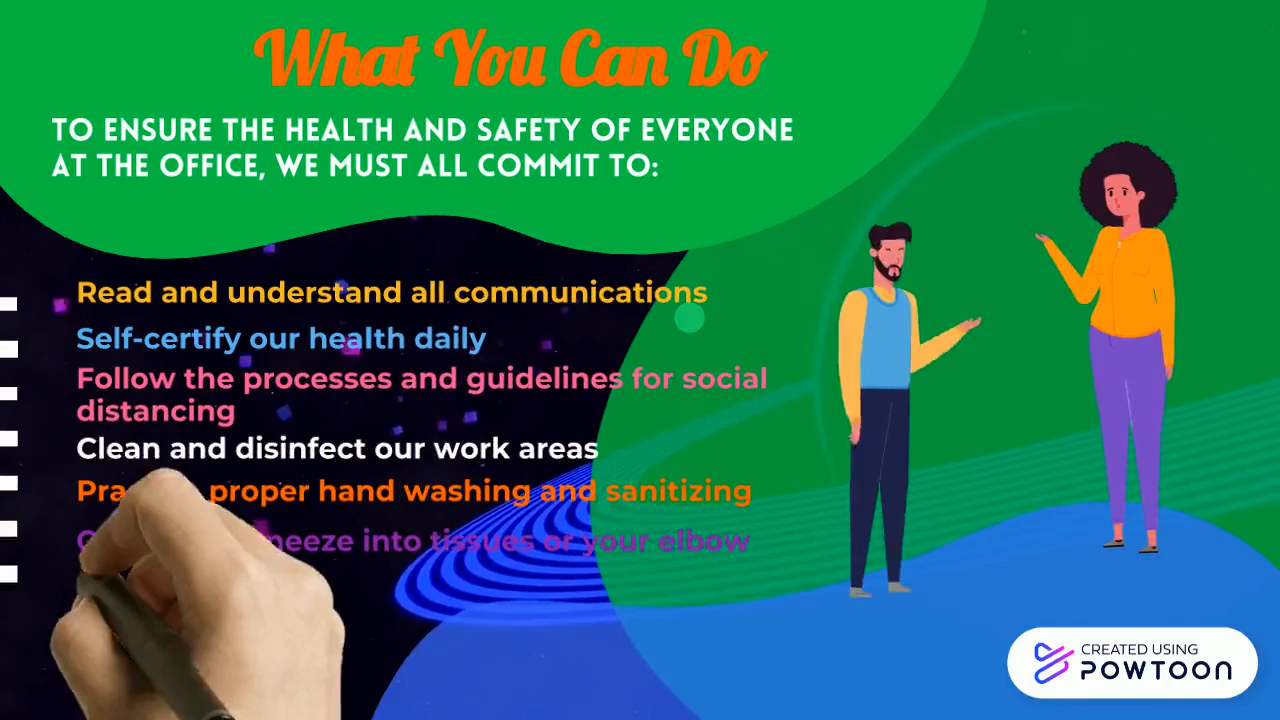 What You Can Do
TO ENSURE THE HEALTH AND SAFETY OF EVERYONE
AT THE OFFICE, WE MUST ALL COMMIT TO:
Read and understand all communications
Self-certify our health daily
Follow the processes and guidelines for social
distancing
Clean and disinfect our work areas
proper hand washing and sanitizing
into tissues or your elbow
CREATED USING
POWTOON